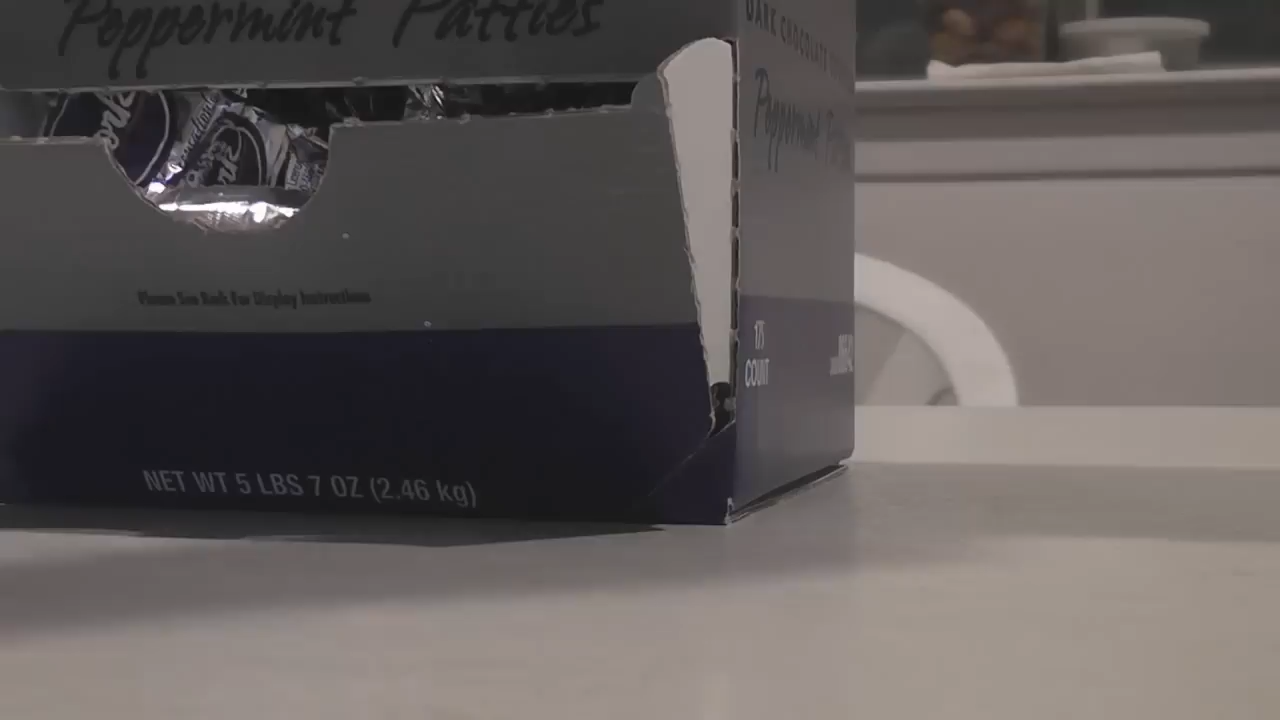 Peppermint Patties
Please See Back For Display Instructions
NET WT 5 LBS 7 OZ (2.46 kg)
DARK CHOCOLATE
Peppermint
175
COUNT